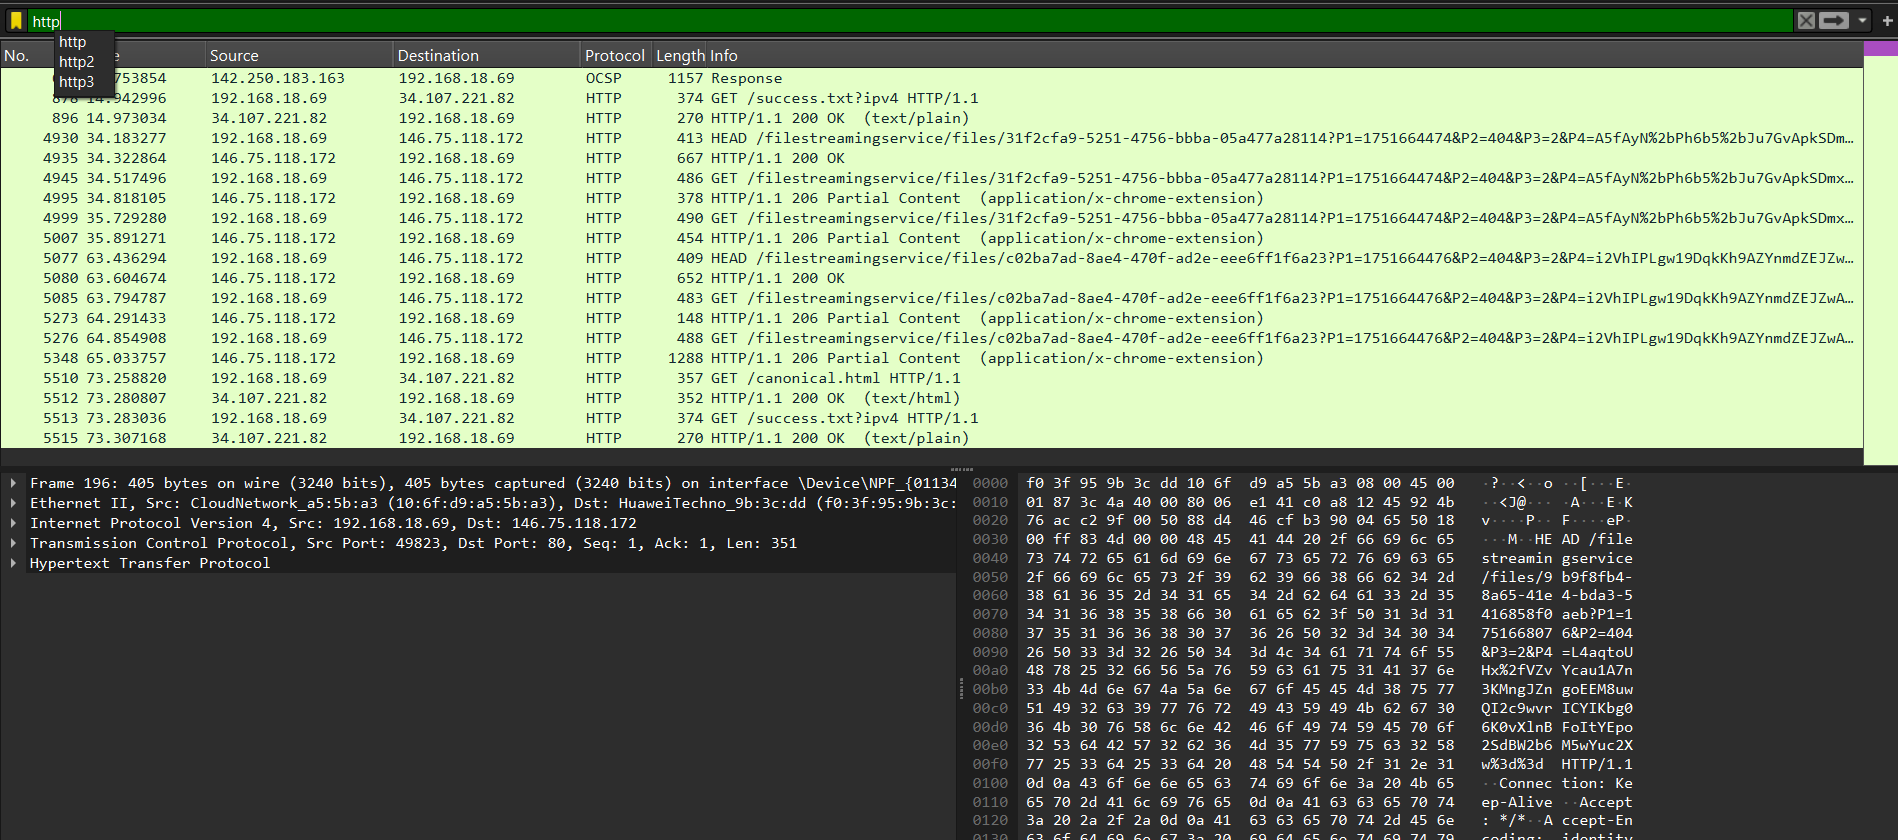 http
http
http2
http3
No. e Source Destination Protocol Length Info
753854 142.250.183.163 192.168.18.69 OCSP 1157 Response
878 14.942996 192.168.18.69 34.107.221.82 HTTP 374 GET /success.txt?ipv4 HTTP/1.1
896 14.973034 34.107.221.82 192.168.18.69 HTTP 270 HTTP/1.1 200 OK (text/plain)
4930 34.183277 192.168.18.69 146.75.118.172 HTTP 413 HEAD /filestreamingservice/files/31f2cfa9-5251-4756-bbba-05a477a28114?P1=1751664474&P2=404&P3=2&P4=A5fAyN%2bPh6b5%2bJu7GvApkSDm…
4935 34.322864 146.75.118.172 192.168.18.69 HTTP 667 HTTP/1.1 200 OK
4945 34.517496 192.168.18.69 146.75.118.172 HTTP 486 GET /filestreamingservice/files/31f2cfa9-5251-4756-bbba-05a477a28114?P1=1751664474&P2=404&P3=2&P4=A5fAyN%2bPh6b5%2bJu7GvApkSDmx…
4995 34.818105 146.75.118.172 192.168.18.69 HTTP 378 HTTP/1.1 206 Partial Content (application/x-chrome-extension)
4999 35.729280 192.168.18.69 146.75.118.172 HTTP 490 GET /filestreamingservice/files/31f2cfa9-5251-4756-bbba-05a477a28114?P1=1751664474&P2=404&P3=2&P4=A5fAyN%2bPh6b5%2bJu7GvApkSDmx…
5007 35.891271 146.75.118.172 192.168.18.69 HTTP 454 HTTP/1.1 206 Partial Content (application/x-chrome-extension)
5077 63.436294 192.168.18.69 146.75.118.172 HTTP 409 HEAD /filestreamingservice/files/c02ba7ad-8ae4-470f-ad2e-eee6ff1f6a23?P1=1751664476&P2=404&P3=2&P4=i2VhIPLgw19DqkKh9AZYnmdZEJZw…
5080 63.604674 146.75.118.172 192.168.18.69 HTTP 652 HTTP/1.1 200 OK
5085 63.794787 192.168.18.69 146.75.118.172 HTTP 483 GET /filestreamingservice/files/c02ba7ad-8ae4-470f-ad2e-eee6ff1f6a23?P1=1751664476&P2=404&P3=2&P4=i2VhIPLgw19DqkKh9AZYnmdZEJZwA…
5273 64.291433 146.75.118.172 192.168.18.69 HTTP 148 HTTP/1.1 206 Partial Content (application/x-chrome-extension)
5276 64.854908 192.168.18.69 146.75.118.172 HTTP 488 GET /filestreamingservice/files/c02ba7ad-8ae4-470f-ad2e-eee6ff1f6a23?P1=1751664476&P2=404&P3=2&P4=i2VhIPLgw19DqkKh9AZYnmdZEJZwA…
5348 65.033757 146.75.118.172 192.168.18.69 HTTP 1288 HTTP/1.1 206 Partial Content (application/x-chrome-extension)
5510 73.258820 192.168.18.69 34.107.221.82 HTTP 357 GET /canonical.html HTTP/1.1
5512 73.280807 34.107.221.82 192.168.18.69 HTTP 352 HTTP/1.1 200 OK (text/html)
5513 73.283036 192.168.18.69 34.107.221.82 HTTP 374 GET /success.txt?ipv4 HTTP/1.1
5515 73.307168 34.107.221.82 192.168.18.69 HTTP 270 HTTP/1.1 200 OK (text/plain)
Frame 196: 405 bytes on wire (3240 bits), 405 bytes captured (3240 bits) on interface \Device\NPF_{01134
Ethernet II, Src: CloudNetwork_a5:5b:a3 (10:6f:d9:a5:5b:a3), Dst: HuaweiTechno_9b:3c:dd (f0:3f:95:9b:3c:
Internet Protocol Version 4, Src: 192.168.18.69, Dst: 146.75.118.172
Transmission Control Protocol, Src Port: 49823, Dst Port: 80, Seq: 1, Ack: 1, Len: 351
Hypertext Transfer Protocol
0000 f0 3f 95 9b 3c dd 10 6f d9 a5 5b a3 08 00 45 00 ·?··<··o ··[···E·
0010 01 87 3c 4a 40 00 80 06 e1 41 c0 a8 12 45 92 4b ··<J@··· ·A···E·K
0020 76 ac c2 9f 00 50 88 d4 46 cf b3 90 04 65 50 18 v····P·· F····eP·
0030 00 ff 83 4d 00 00 48 45 41 44 20 2f 66 69 6c 65 ···M··HE AD /file
0040 73 74 72 65 61 6d 69 6e 67 73 65 72 76 69 63 65 streamin gservice
0050 2f 66 69 6c 65 73 2f 39 62 39 66 38 66 62 34 2d /files/9 b9f8fb4-
0060 38 61 36 35 2d 34 31 65 34 2d 62 64 61 33 2d 35 8a65-41e 4-bda3-5
0070 34 31 36 38 35 38 66 30 61 65 62 3f 50 31 3d 31 416858f0 aeb?P1=1
0080 37 35 31 36 36 38 30 37 36 26 50 32 3d 34 30 34 75166807 6&P2=404
0090 26 50 33 3d 32 26 50 34 3d 4c 34 61 71 74 6f 55 &P3=2&P4 =L4aqtoU
00a0 48 78 25 32 66 56 5a 76 59 63 61 75 31 41 37 6e Hx%2fVZv Ycau1A7n
00b0 33 4b 4d 6e 67 4a 5a 6e 67 6f 45 45 4d 38 75 77 3KMngJZn goEEM8uw
00c0 51 49 32 63 39 77 76 72 49 43 59 49 4b 62 67 30 QI2c9wvr ICYIKbg0
00d0 36 4b 30 76 58 6c 6e 42 46 6f 49 74 59 45 70 6f 6K0vXlnB FoItYEpo
00e0 32 53 64 42 57 32 62 36 4d 35 77 59 75 63 32 58 2SdBW2b6 M5wYuc2X
00f0 77 25 33 64 25 33 64 20 48 54 54 50 2f 31 2e 31 w%3d%3d HTTP/1.1
0100 0d 0a 43 6f 6e 6e 65 63 74 69 6f 6e 3a 20 4b 65 ··Connec tion: Ke
0110 65 70 2d 41 6c 69 76 65 0d 0a 41 63 63 65 70 74 ep-Alive ··Accept
0120 3a 20 2a 2f 2a 0d 0a 41 63 63 65 70 74 2d 45 6e : */*··A ccept-En
0130 63 6f 64 69 6e 67 3a 20 69 64 65 6e 74 69 74 79 coding: identity